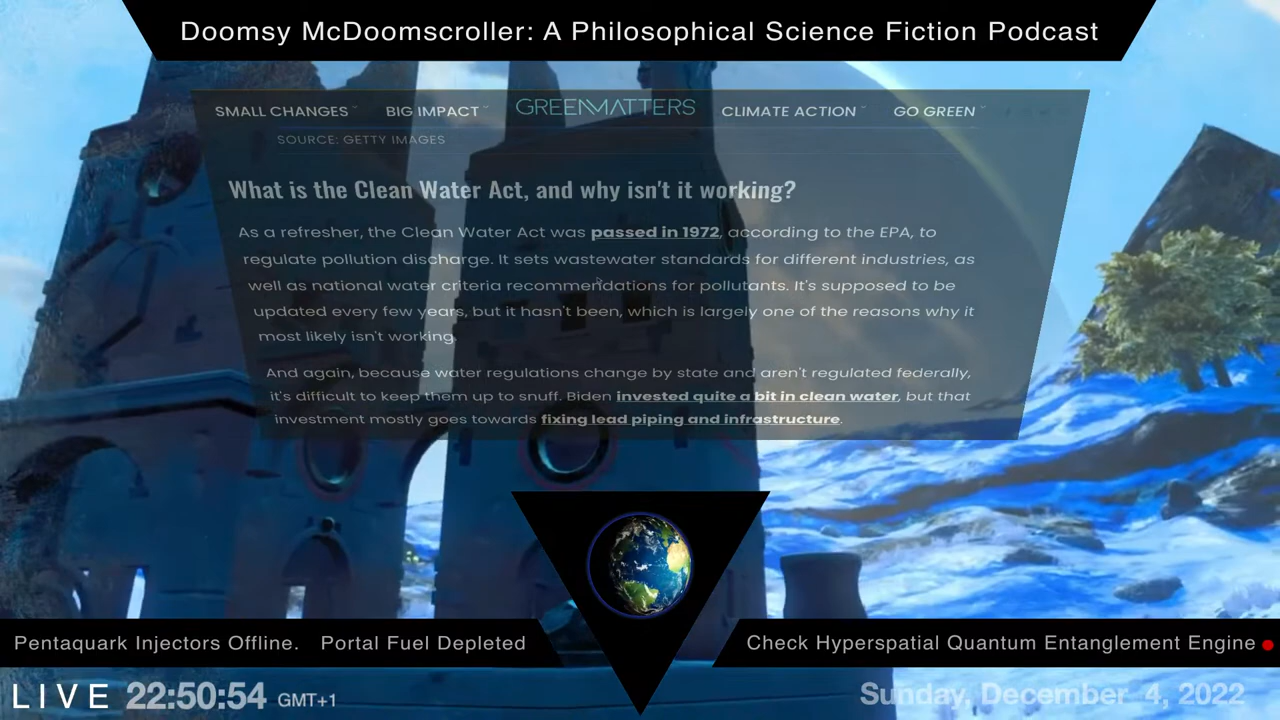 Doomsy McDoomscroller: A Philosophical Science Fiction Podcast
SMALL CHANGES BIG IMPACT GREENMATTERS CLIMATE ACTION GO GREEN
SOURCE: GETTY IMAGES
What is the Clean Water Act, and why isn't it working?
As a refresher, the Clean Water Act was passed in 1972, according to the EPA, to
regulate pollution discharge. It sets wastewater standards for different industries, as
well as national water criteria recommendations for pollutants. It's supposed to be
updated every few years, but it hasn't been, which is largely one of the reasons why it
most likely isn't working.
And again, because water regulations change by state and aren't regulated federally,
it's difficult to keep them up to snuff. Biden invested quite a bit in clean water, but that
investment mostly goes towards fixing lead piping and infrastructure.
Pentaquark Injectors Offline. Portal Fuel Depleted
Check Hyperspatial Quantum Entanglement Engine
LIVE 22:50:54 GMT+1
Sunday, December 4, 2022